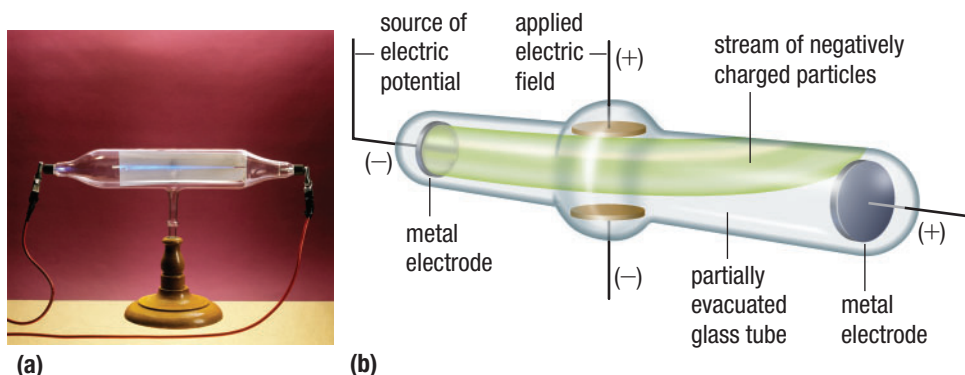 source of
electric
potential
applied
electric
field
(+)
stream of negatively
charged particles
(−)
metal
electrode
(−)
partially
evacuated
glass tube
(+)
metal
electrode
(a)
(b)